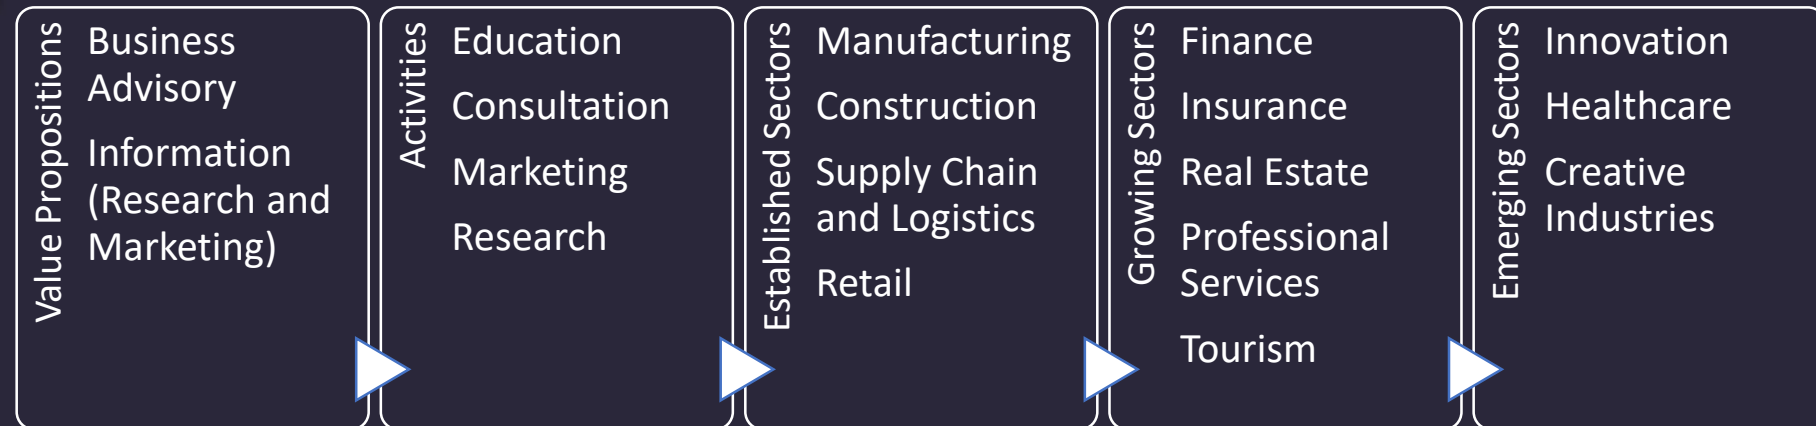 Value Propositions
Business
Advisory
Information
(Research and
Marketing)
Activities
Education
Consultation
Marketing
Research
Established Sectors
Manufacturing
Construction
Supply Chain
and Logistics
Retail
Growing Sectors
Finance
Insurance
Real Estate
Professional
Services
Tourism
Emerging Sectors
Innovation
Healthcare
Creative
Industries